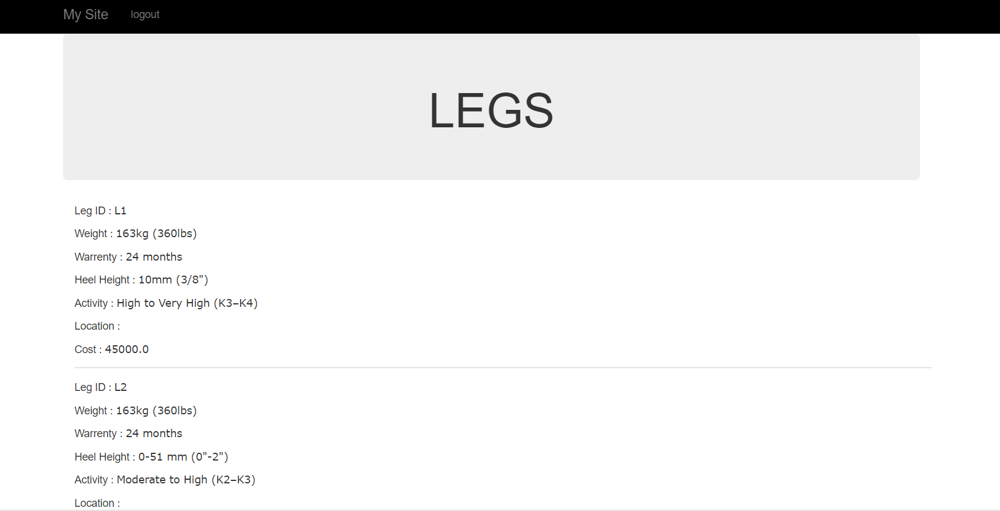 My Site logout
LEGS
Leg ID : L1
Weight : 163kg (360lbs)
Warrenty : 24 months
Heel Height : 10mm (3/8")
Activity : High to Very High (K3–K4)
Location :
Cost : 45000.0
Leg ID : L2
Weight : 163kg (360lbs)
Warrenty : 24 months
Heel Height : 0-51 mm (0"-2")
Activity : Moderate to High (K2–K3)
Location :